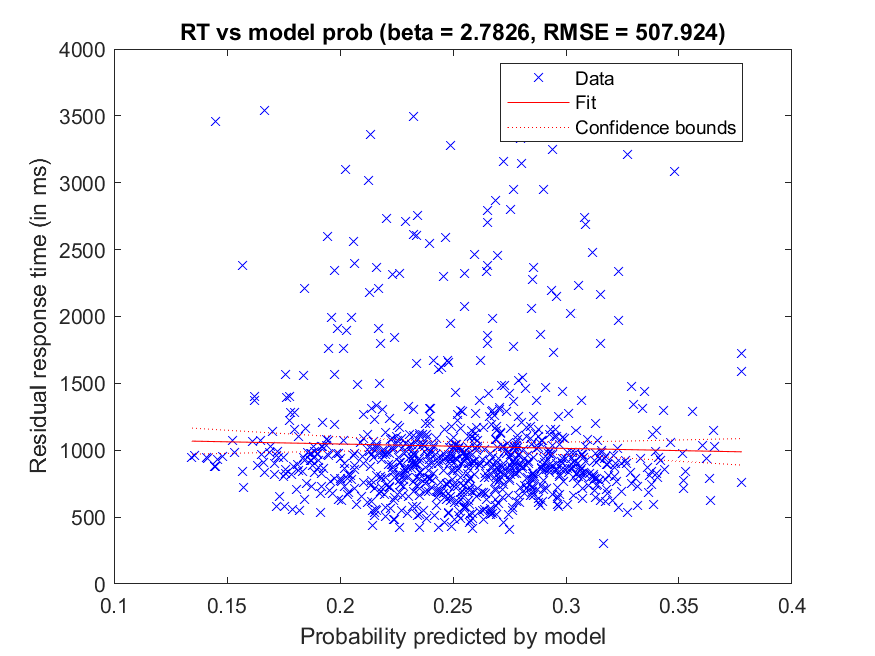 RT vs model prob (beta = 2.7826, RMSE = 507.924)
4000
3500
3000
2500
2000
1500
1000
500
0
Residual response time (in ms)
Data
Fit
Confidence bounds
0.1
0.15
0.2
0.25
0.3
0.35
0.4
Probability predicted by model